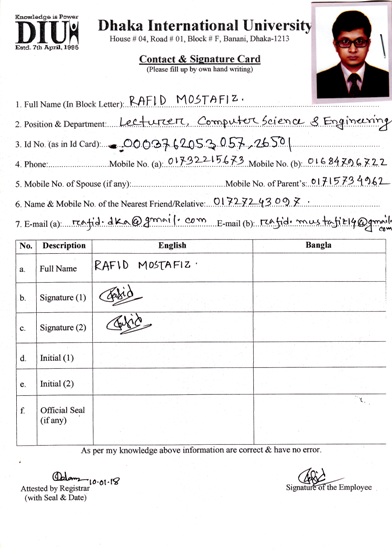 Knowledge is Power
DIU
Estd. 7th April, 1995
Dhaka International University
House # 04, Road # 01, Block # F, Banani, Dhaka-1213
Contact & Signature Card
(Please fill up by own hand writing)
1. Full Name (In Block Letter): RAFID MOSTAFIZ.
2. Position & Department: Lecturer, Computer Science & Engineering
3. Id No. (as in Id Card): 0003762053.057.26501
4. Phone: Mobile No. (a): 01732215673 Mobile No. (b): 01684796722
5. Mobile No. of Spouse (if any): Mobile No. of Parent's: 01715734962
6. Name & Mobile No. of the Nearest Friend/Relative: 01727243097.
7. E-mail (a): rafid.dka@gmail.com E-mail (b): rafid.mustafiz19@gmail.com
No. Description English Bangla
a. Full Name RAFID MOSTAFIZ.
b. Signature (1) Rafid
c. Signature (2) Rafid
d. Initial (1)
e. Initial (2)
f. Official Seal
(if any)
As per my knowledge above information are correct & have no error.
10-01-18
Attested by Registrar
(with Seal & Date)
Rafid
Signature of the Employee